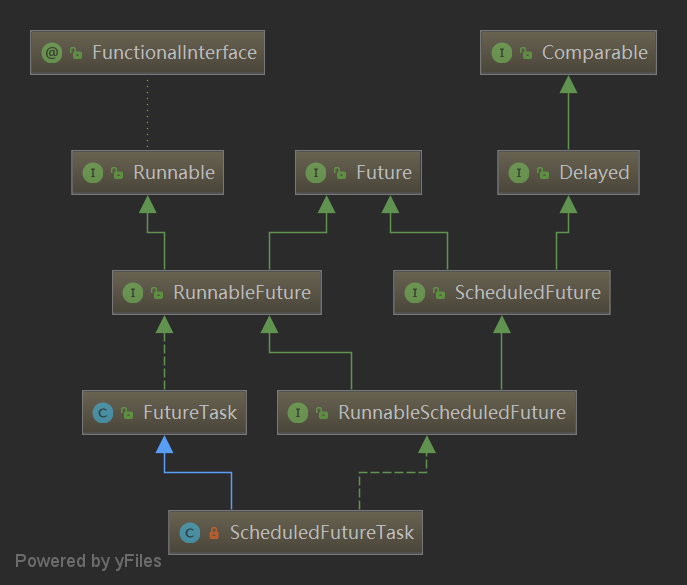 @ FunctionalInterface
I Comparable
I Runnable
I Future
I Delayed
I RunnableFuture
I ScheduledFuture
C FutureTask
I RunnableScheduledFuture
C ScheduledFutureTask
Powered by yFiles